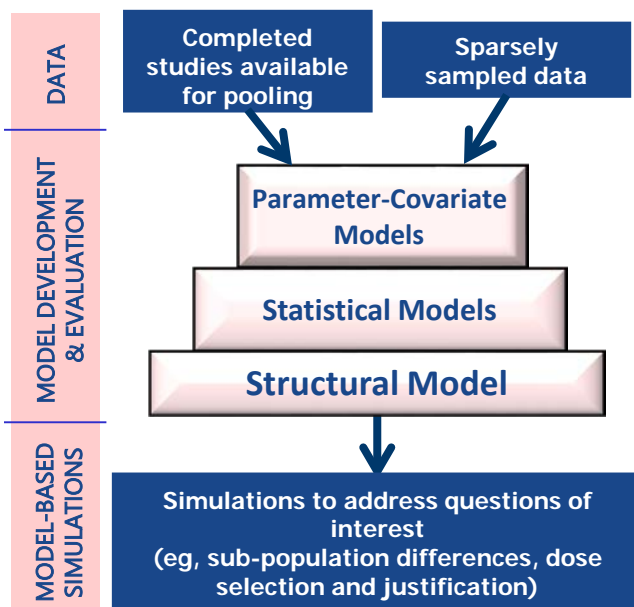 DATA
Completed
studies available
for pooling
Sparsely
sampled data
MODEL DEVELOPMENT
& EVALUATION
Parameter-Covariate
Models
Statistical Models
Structural Model
MODEL-BASED
SIMULATIONS
Simulations to address questions of
interest
(eg, sub-population differences, dose
selection and justification)